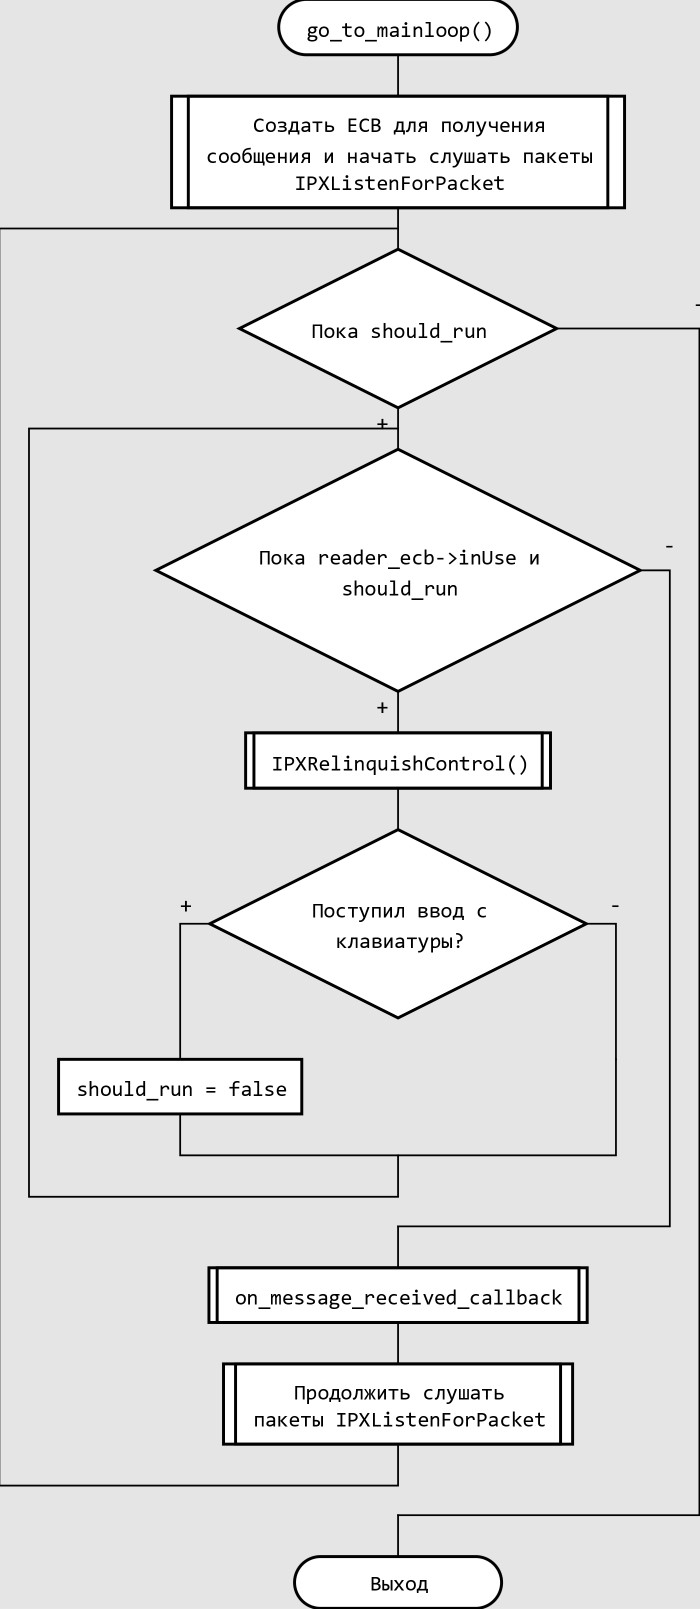 go_to_mainloop()
Создать ECB для получения
сообщения и начать слушать пакеты
IPXListenForPacket
Пока should_run
-
+
Пока reader_ecb->inUse и
should_run
-
+
IPXRelinquishControl()
Поступил ввод с
клавиатуры?
+
-
should_run = false
on_message_received_callback
Продолжить слушать
пакеты IPXListenForPacket
Выход